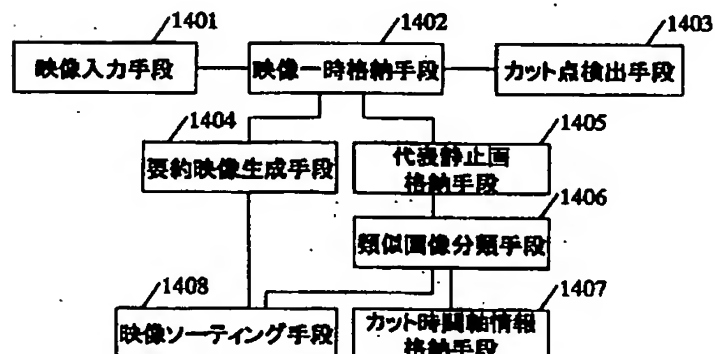 1401
映像入力手段
1402
映像一時格納手段
1403
カット点検出手段
1404
要約映像生成手段
1405
代表静止画
格納手段
1406
類似画像分類手段
1408
映像ソーティング手段
1407
カット時間軸情報
格納手段